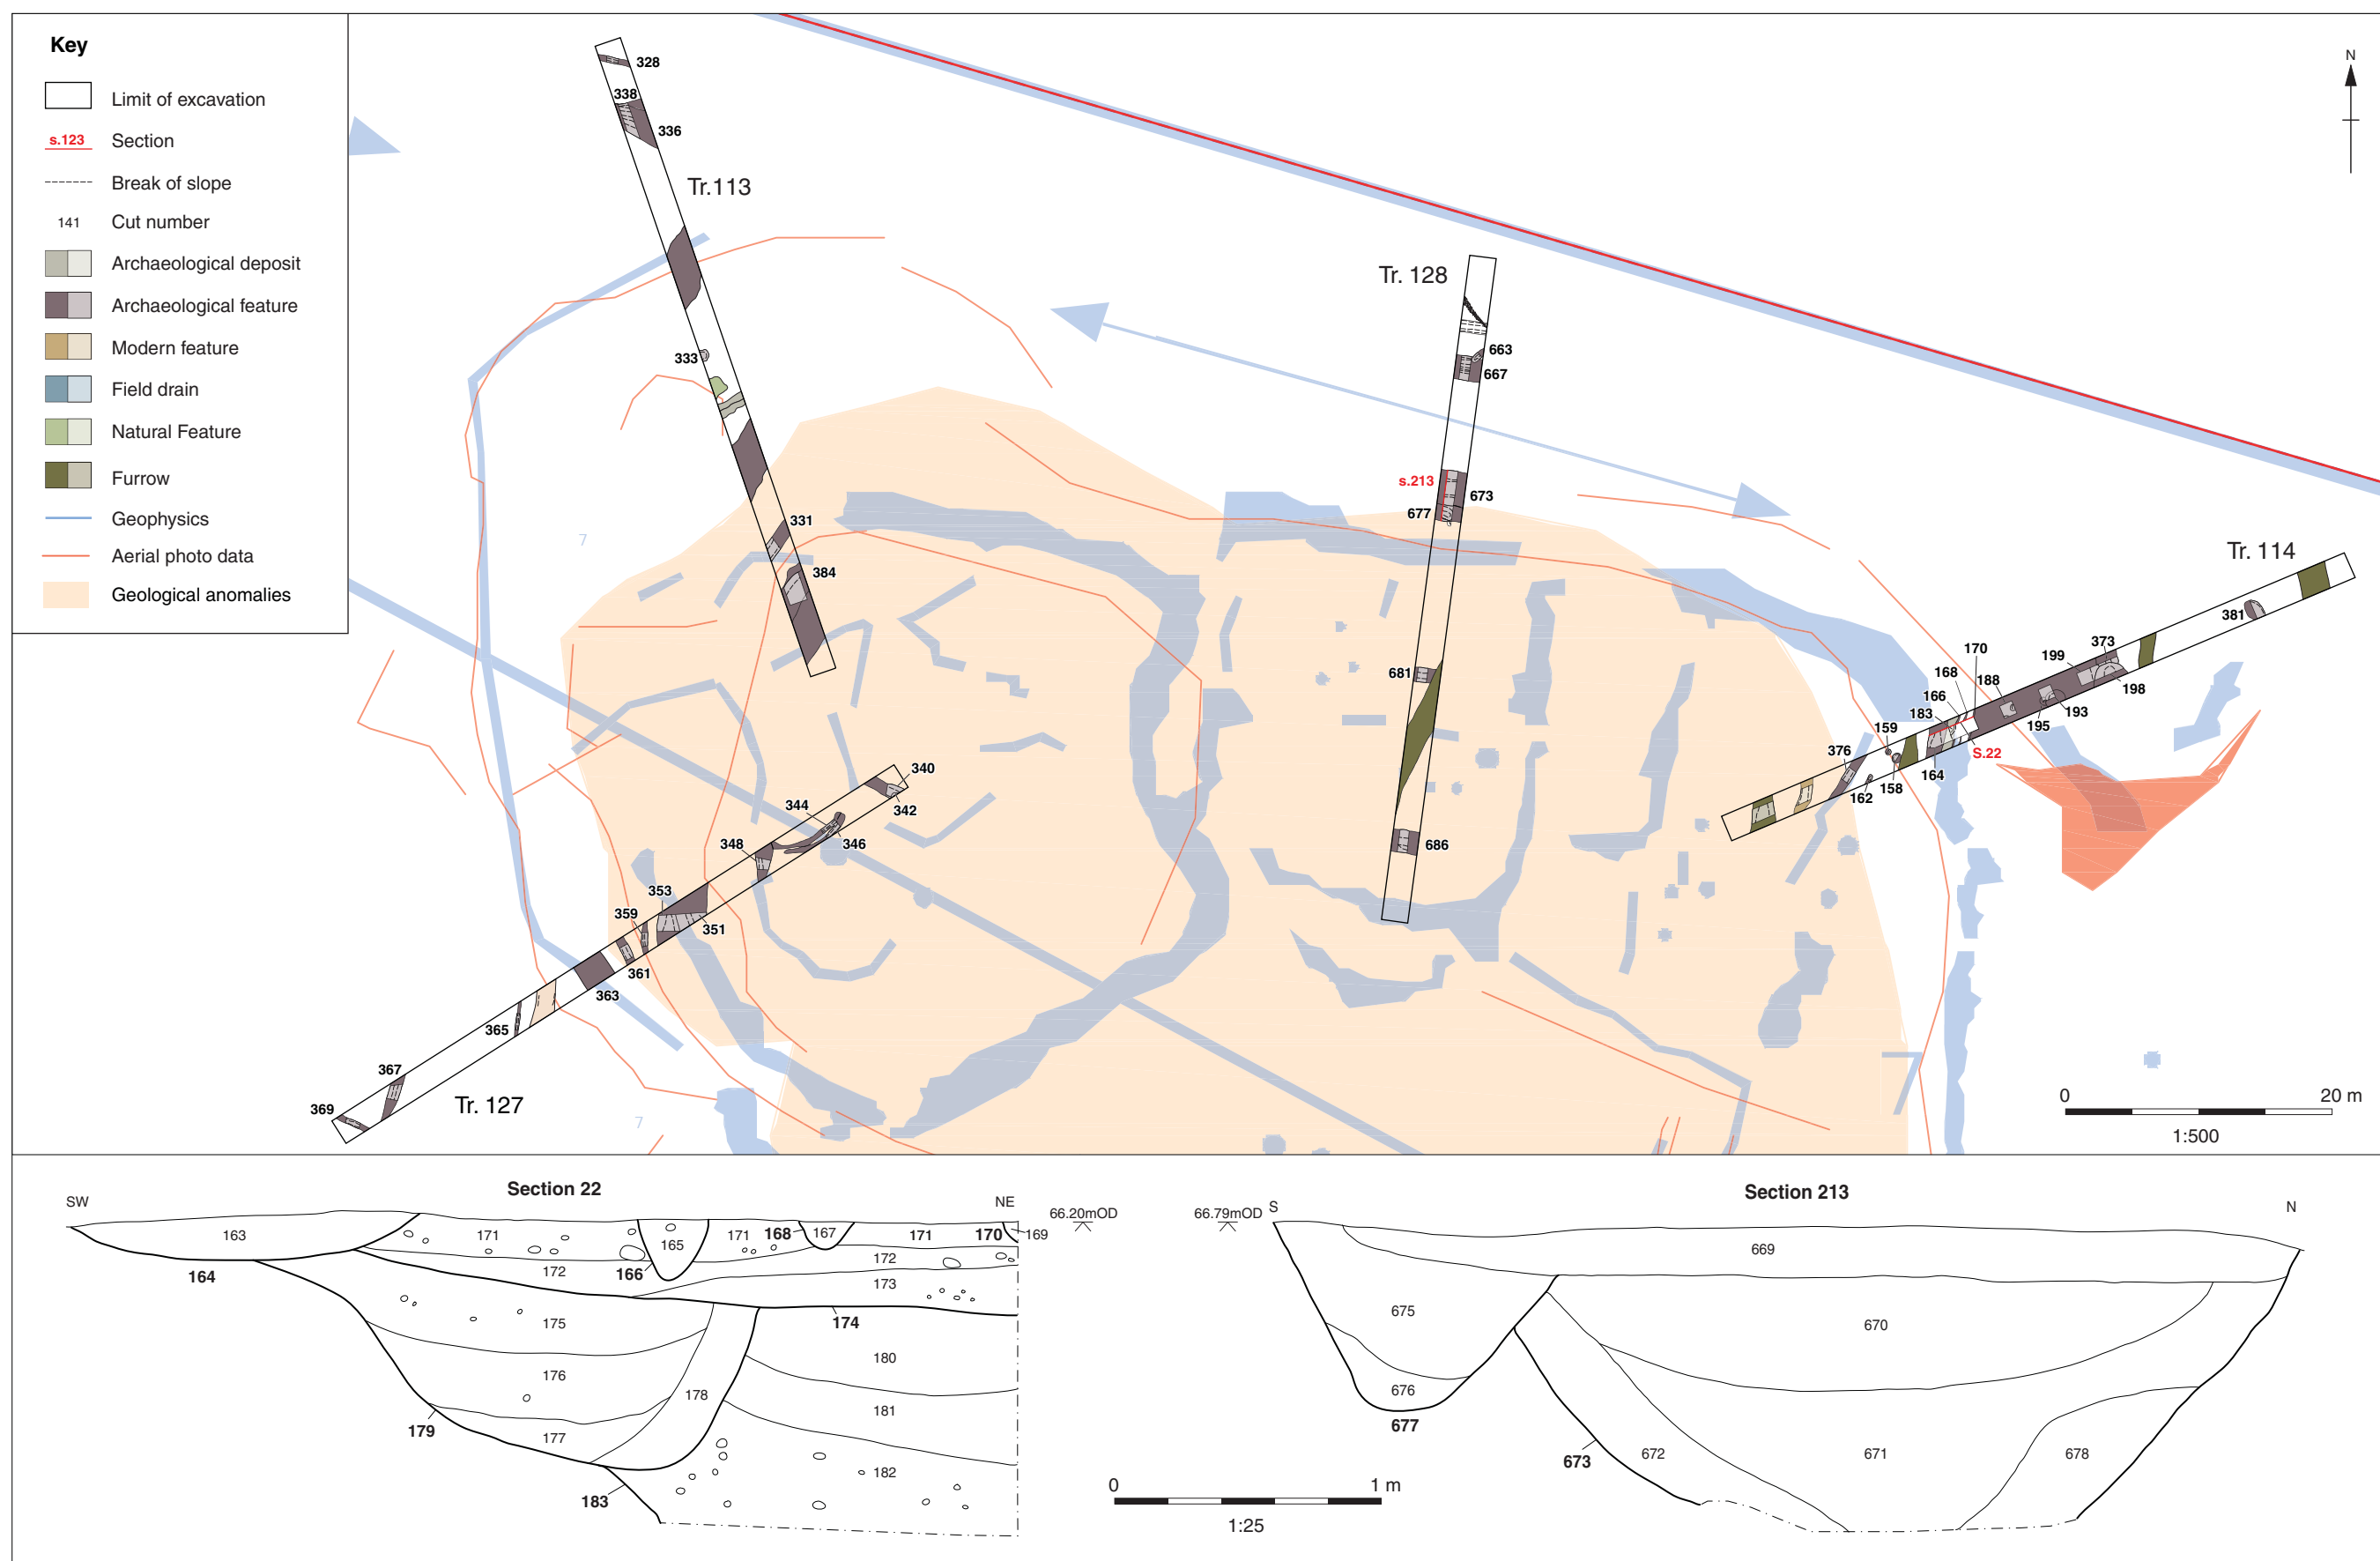 Key
Limit of excavation
s.123 Section
Break of slope
141 Cut number
Archaeological deposit
Archaeological feature
Modern feature
Field drain
Natural Feature
Furrow
Geophysics
Aerial photo data
Geological anomalies
N
328
338
336
Tr.113
333
331
384
7
Tr. 128
663
667
s.213
673
677
681
686
Tr. 114
381
373
199
170
168
188
166
183
198
193
195
159
S.22
376
164
158
162
340
342
344
346
348
353
351
359
361
363
365
367
369
Tr. 127
7
0 20 m
1:500
Section 22
SW
NE
66.20mOD
163
171
165
171
168
167
171
170
169
164
172
166
172
173
174
175
176
177
178
179
180
181
182
183
Section 213
66.79mOD
S
N
669
675
670
676
677
673
672
671
678
0 1 m
1:25